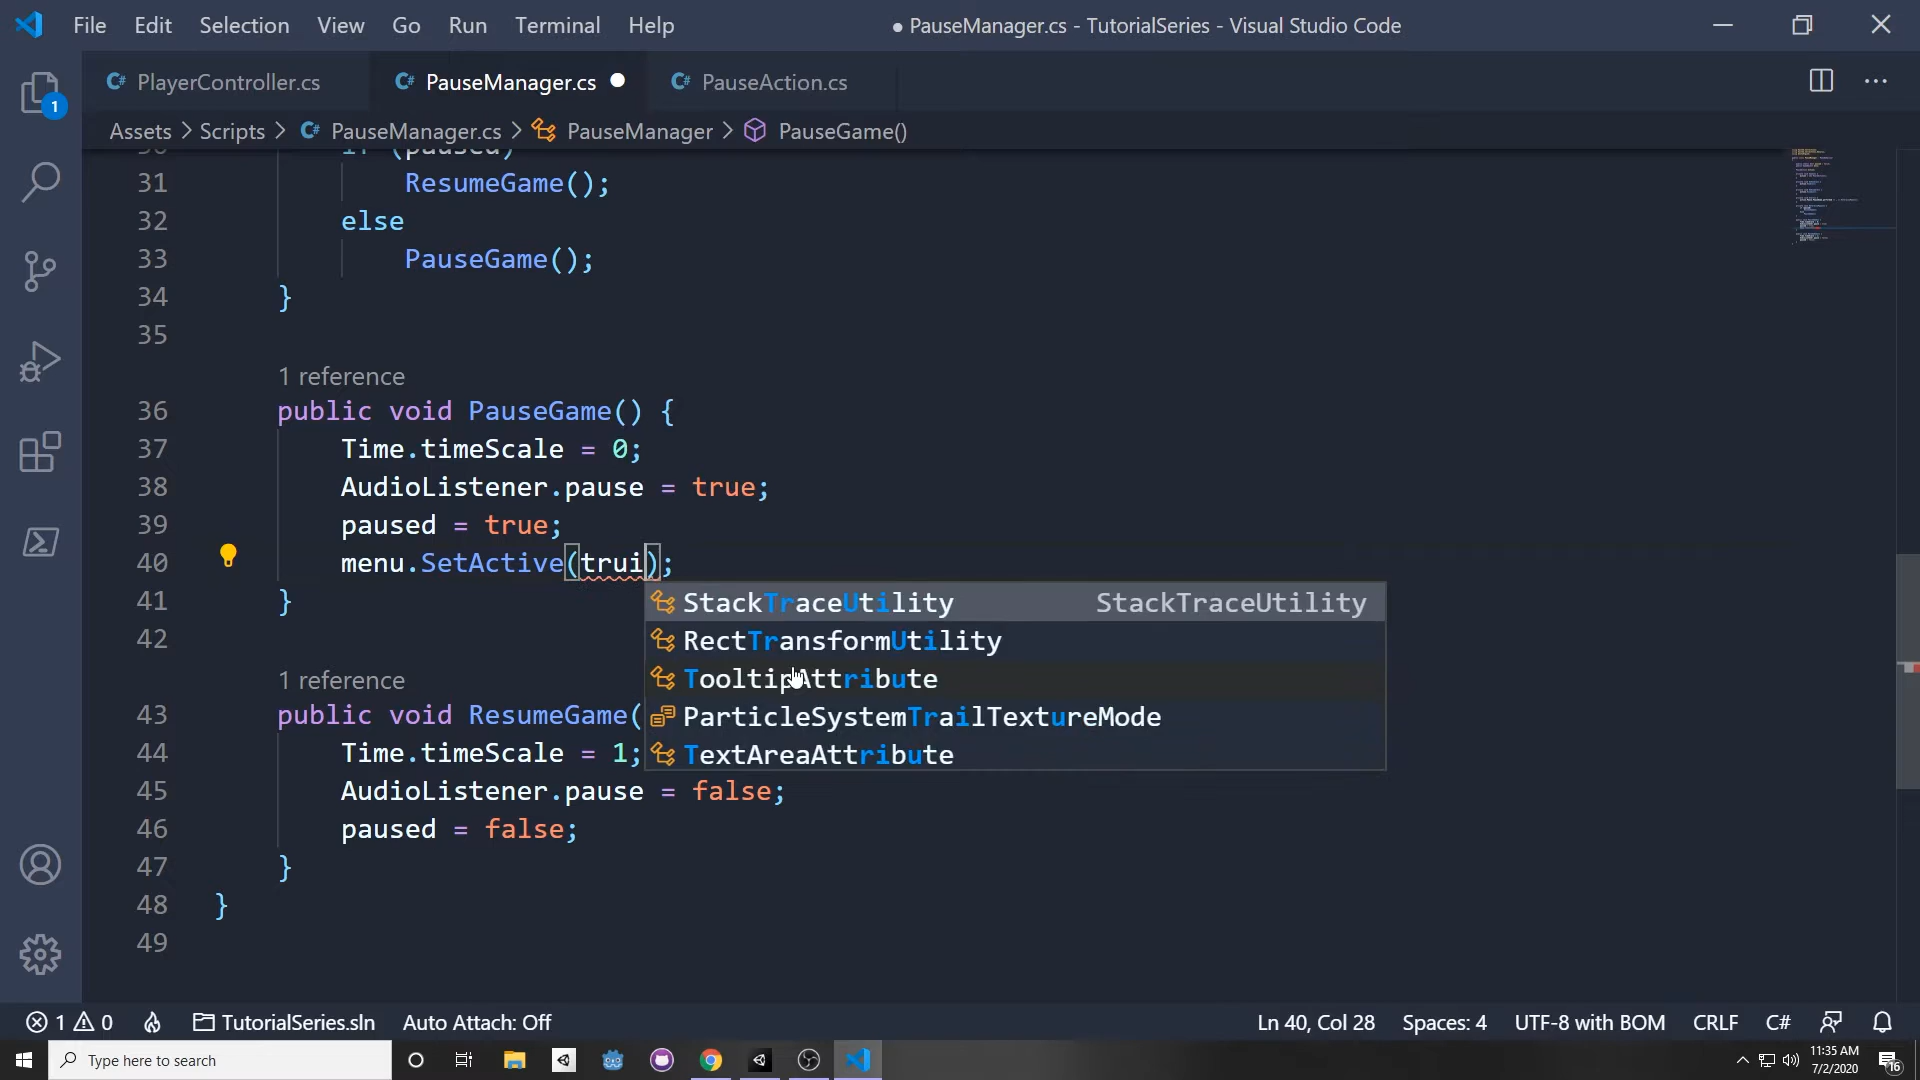 File Edit Selection View Go Run Terminal Help
● PauseManager.cs - TutorialSeries - Visual Studio Code
PlayerController.cs PauseManager.cs PauseAction.cs
1
Assets > Scripts > PauseManager.cs > PauseManager > PauseGame()
30 if (paused)
31 ResumeGame();
32 else
33 PauseGame();
34 }
35
1 reference
36 public void PauseGame() {
37 Time.timeScale = 0;
38 AudioListener.pause = true;
39 paused = true;
40 menu.SetActive(trui);
41 }
StackTraceUtility StackTraceUtility
42
RectTransformUtility
1 reference
TooltipAttribute
43 public void ResumeGame(
ParticleSystemTrailTextureMode
44 Time.timeScale = 1;
TextAreaAttribute
45 AudioListener.pause = false;
46 paused = false;
47 }
48 }
49
1 0 TutorialSeries.sln Auto Attach: Off Ln 40, Col 28 Spaces: 4 UTF-8 with BOM CRLF C#
Type here to search
11:35 AM
7/2/2020
16